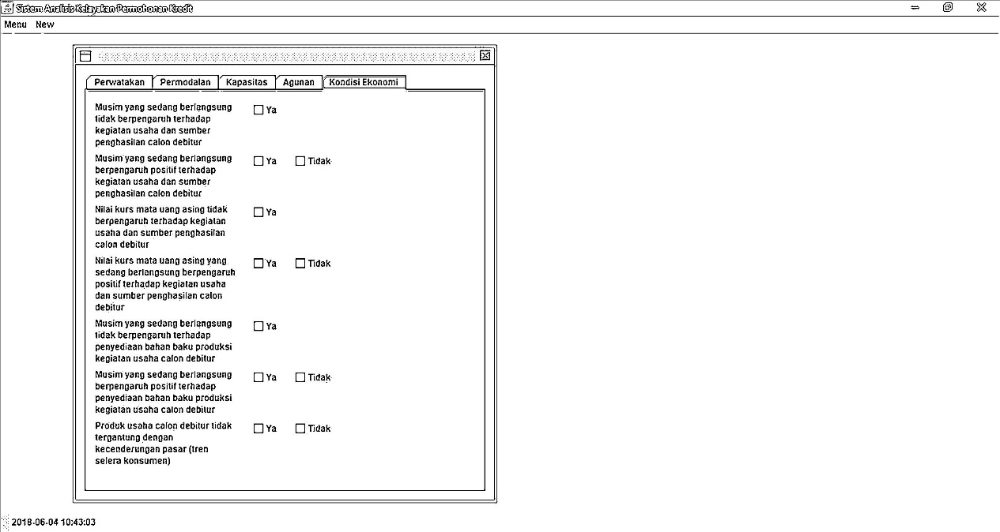 Sistem Analisis Kelayakan Permohonan Kredit
Menu New
Perwatakan Permodalan Kapasitas Agunan Kondisi Ekonomi
Musim yang sedang berlangsung
tidak berpengaruh terhadap
kegiatan usaha dan sumber
penghasilan calon debitur
Ya
Musim yang sedang berlangsung
berpengaruh positif terhadap
kegiatan usaha dan sumber
penghasilan calon debitur
Ya Tidak
Nilai kurs mata uang asing tidak
berpengaruh terhadap kegiatan
usaha dan sumber penghasilan
calon debitur
Ya
Nilai kurs mata uang asing yang
sedang berlangsung berpengaruh
positif terhadap kegiatan usaha
dan sumber penghasilan calon
debitur
Ya Tidak
Musim yang sedang berlangsung
tidak berpengaruh terhadap
penyediaan bahan baku produksi
kegiatan usaha calon debitur
Ya
Musim yang sedang berlangsung
berpengaruh positif terhadap
penyediaan bahan baku produksi
kegiatan usaha calon debitur
Ya Tidak
Produk usaha calon debitur tidak
tergantung dengan
kecenderungan pasar (tren
selera konsumen)
Ya Tidak
2018-06-04 10:43:03